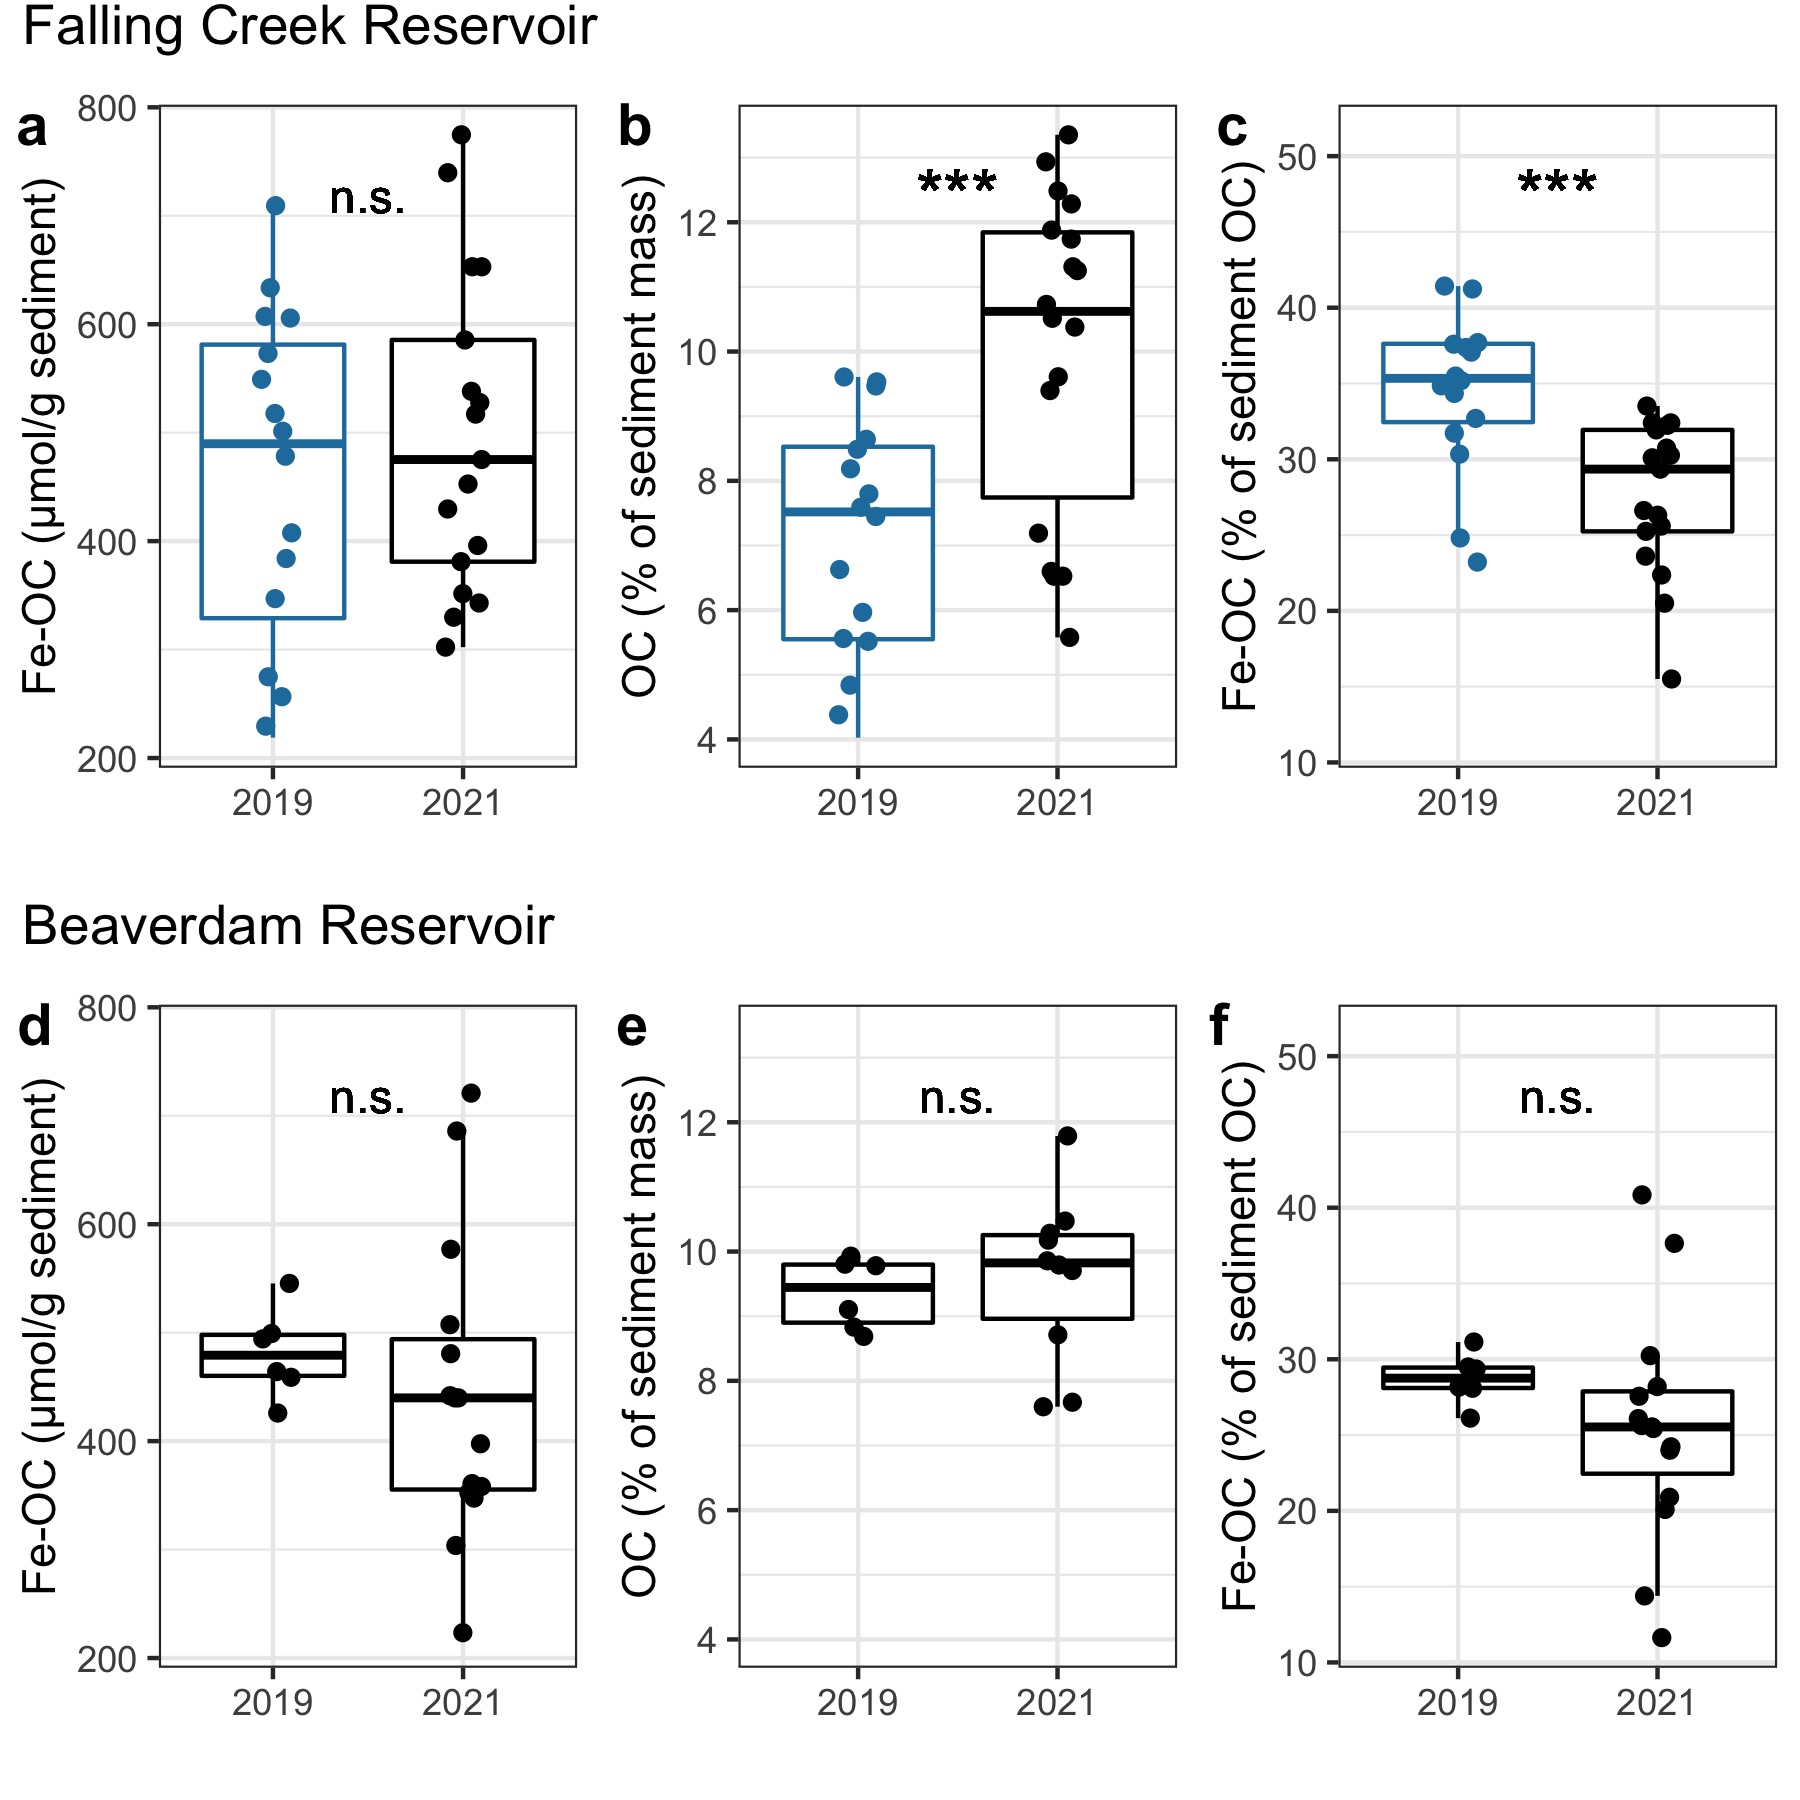 Falling Creek Reservoir
a
Fe-OC (µmol/g sediment)
800
600
400
200
n.s.
2019
2021
b
OC (% of sediment mass)
12
10
8
6
4
***
2019
2021
c
Fe-OC (% of sediment OC)
50
40
30
20
10
***
2019
2021
Beaverdam Reservoir
d
Fe-OC (µmol/g sediment)
800
600
400
200
n.s.
2019
2021
e
OC (% of sediment mass)
12
10
8
6
4
n.s.
2019
2021
f
Fe-OC (% of sediment OC)
50
40
30
20
10
n.s.
2019
2021